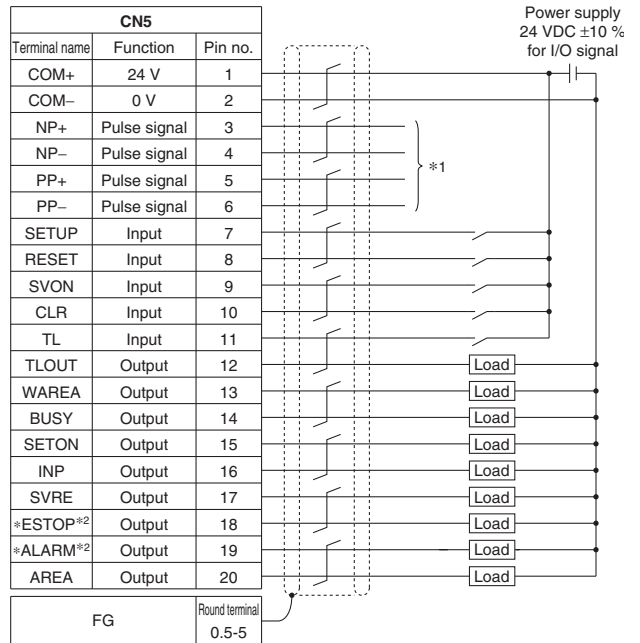 Power supply
24 VDC ±10 %
for I/O signal
CN5
Terminal name Function Pin no.
COM+ 24 V 1
COM− 0 V 2
NP+ Pulse signal 3
NP− Pulse signal 4
PP+ Pulse signal 5
PP− Pulse signal 6
∗1
SETUP Input 7
RESET Input 8
SVON Input 9
CLR Input 10
TL Input 11
TLOUT Output 12 Load
WAREA Output 13 Load
BUSY Output 14 Load
SETON Output 15 Load
INP Output 16 Load
SVRE Output 17 Load
∗ESTOP∗2 Output 18 Load
∗ALARM∗2 Output 19 Load
AREA Output 20 Load
FG Round terminal
0.5-5